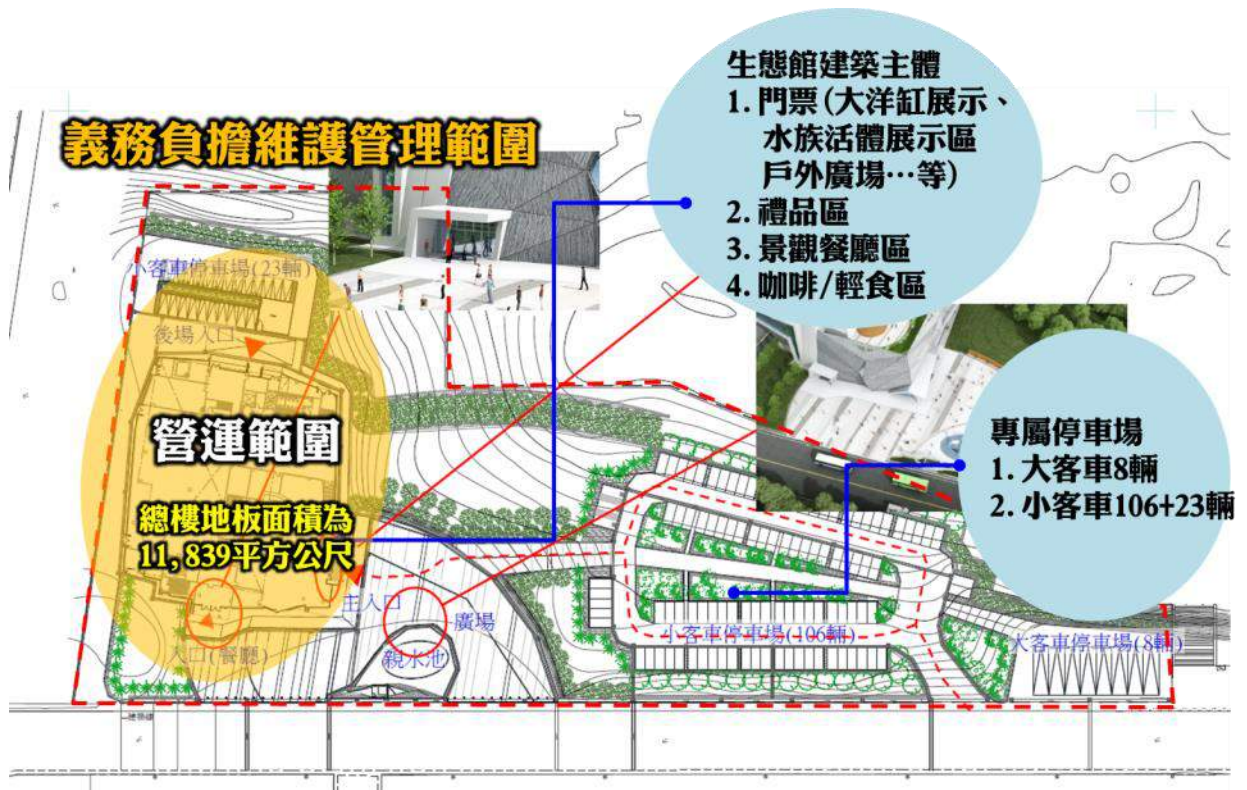 義務負擔維護管理範圍
生態館建築主體
1. 門票(大洋缸展示、
水族活體展示區
戶外廣場…等)
2. 禮品區
3. 景觀餐廳區
4. 咖啡/輕食區
小客車停車場(23輛)
後場入口
營運範圍
總樓地板面積為
11,839平方公尺
主入口
廣場
親水池
入口(餐廳)
專屬停車場
1. 大客車8輛
2. 小客車106+23輛
小客車停車場(106輛)
大客車停車場(8輛)